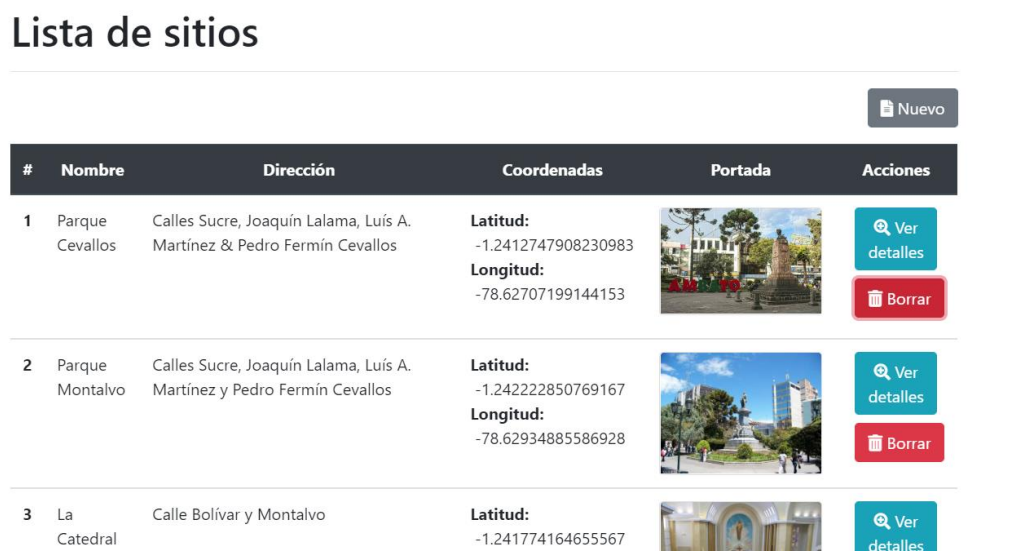 Lista de sitios
Nuevo
# Nombre Dirección Coordenadas Portada Acciones
1 Parque Cevallos
Calles Sucre, Joaquín Lalama, Luís A.
Martínez & Pedro Fermín Cevallos
Latitud:
-1.2412747908230983
Longitud:
-78.62707199144153
AMBATO
Ver
detalles
Borrar
2 Parque Montalvo
Calles Sucre, Joaquín Lalama, Luís A.
Martínez y Pedro Fermín Cevallos
Latitud:
-1.242222850769167
Longitud:
-78.62934885586928
Ver
detalles
Borrar
3 La Catedral
Calle Bolívar y Montalvo
Latitud:
-1.241774164655567
Ver
detalles